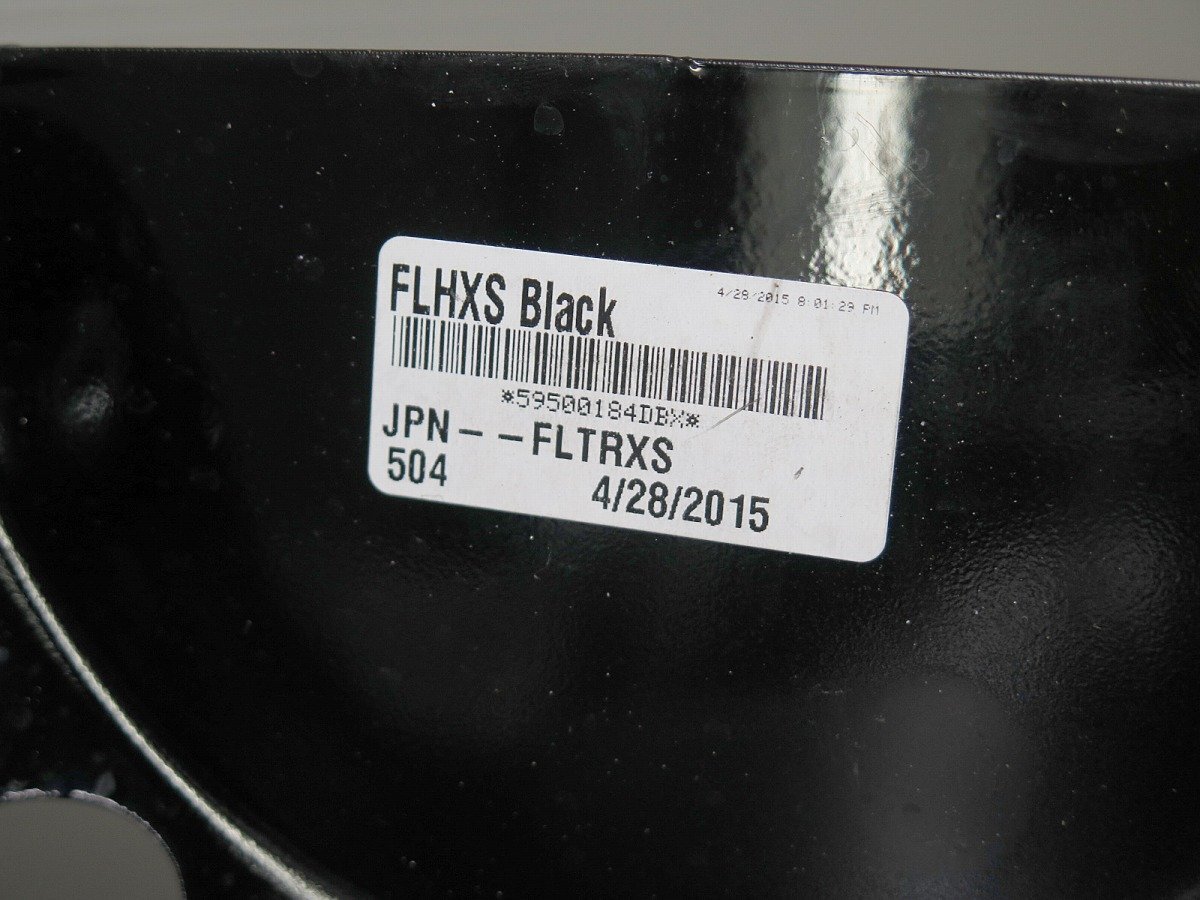 FLHXS Black
4/28/2015 8:01:29 PM
*59500184DBX*
JPN--FLTRXS
504
4/28/2015